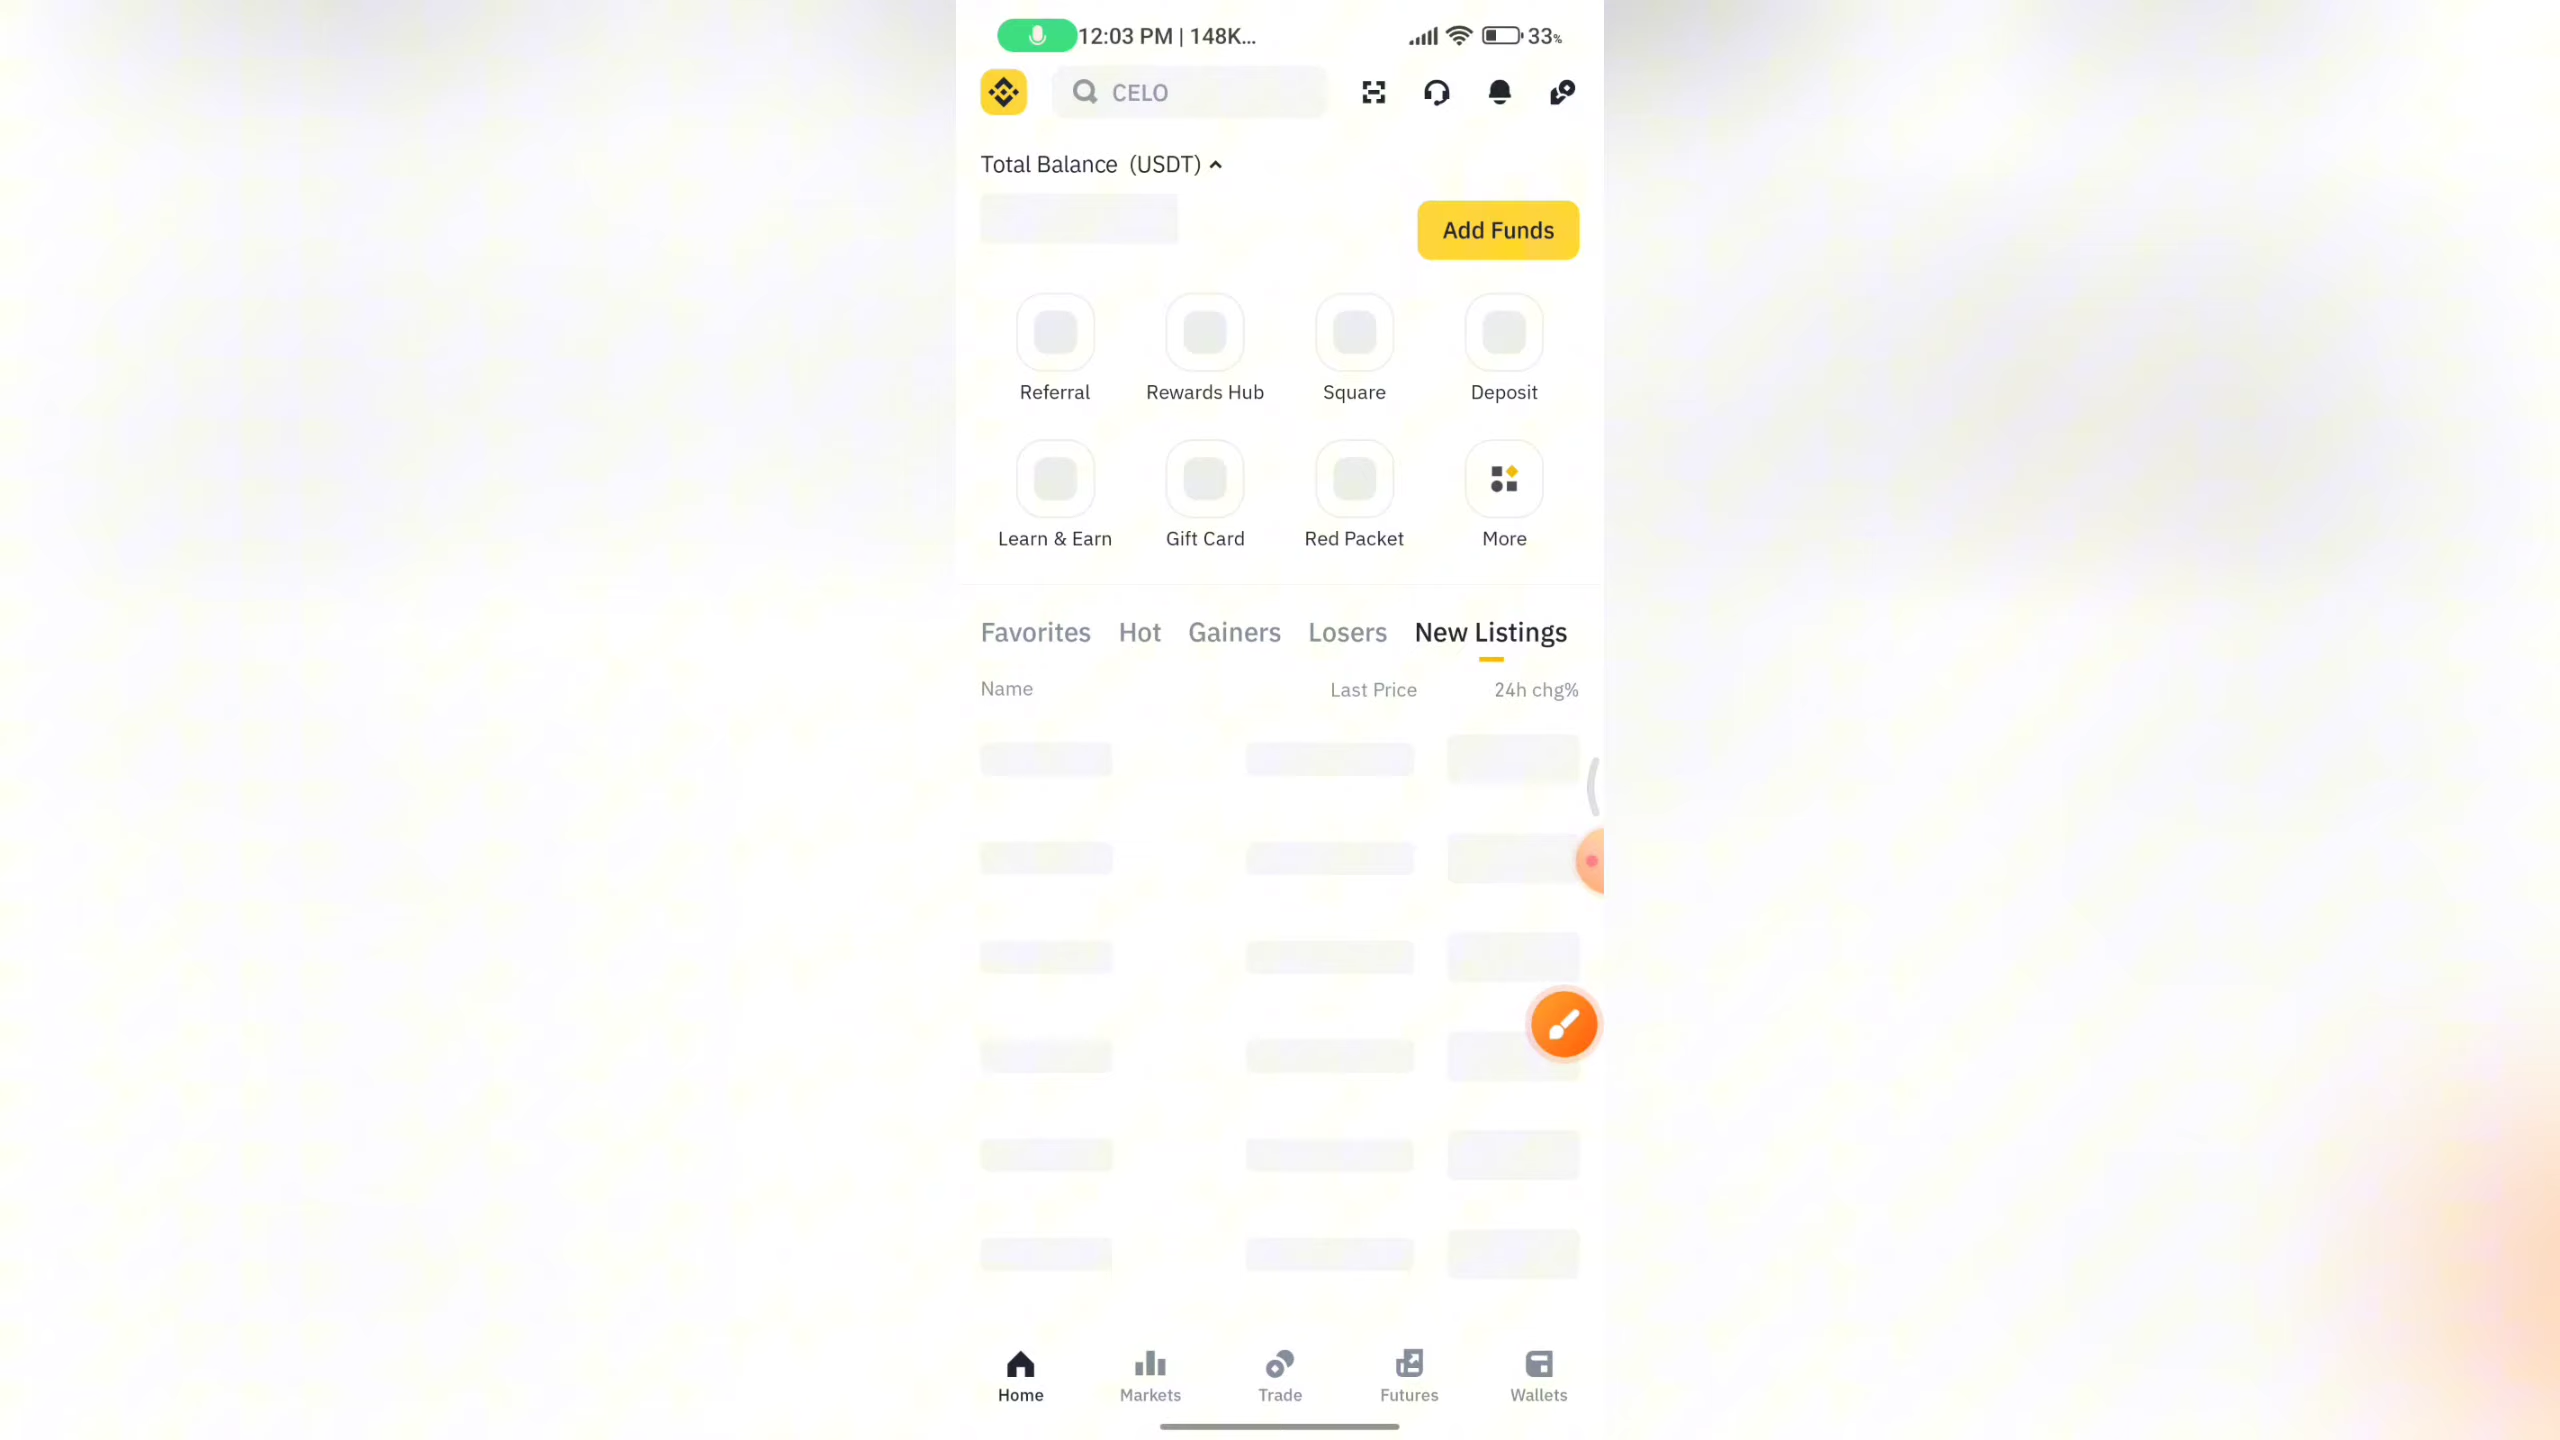 12:03 PM | 148K...
33%
CELO
Total Balance (USDT)
Add Funds
Referral
Rewards Hub
Square
Deposit
Learn & Earn
Gift Card
Red Packet
More
Favorites
Hot
Gainers
Losers
New Listings
Name
Last Price
24h chg%
Home
Markets
Trade
Futures
Wallets